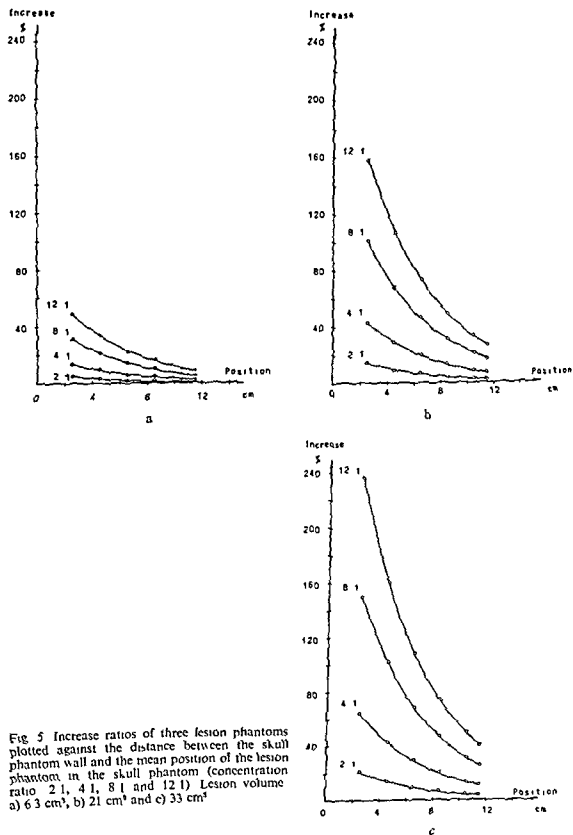 Increase
%
240
200
160
120
80
40
12 1
8 1
4 1
2 1
Position
0 4 8 12
cm
a
Increase
%
240
200
160
120
80
40
12 1
8 1
4 1
2 1
Position
0 4 8 12
cm
b
Increase
%
240
200
160
120
80
40
12 1
8 1
4 1
2 1
Position
0 4 8 12
cm
c
Fig 5 Increase ratios of three lesion phantoms
plotted against the distance between the skull
phantom wall and the mean position of the lesion
phantom in the skull phantom (concentration
ratio 2 1, 4 1, 8 1 and 12 1) Lesion volume
a) 6 3 cm³, b) 21 cm³ and c) 33 cm³